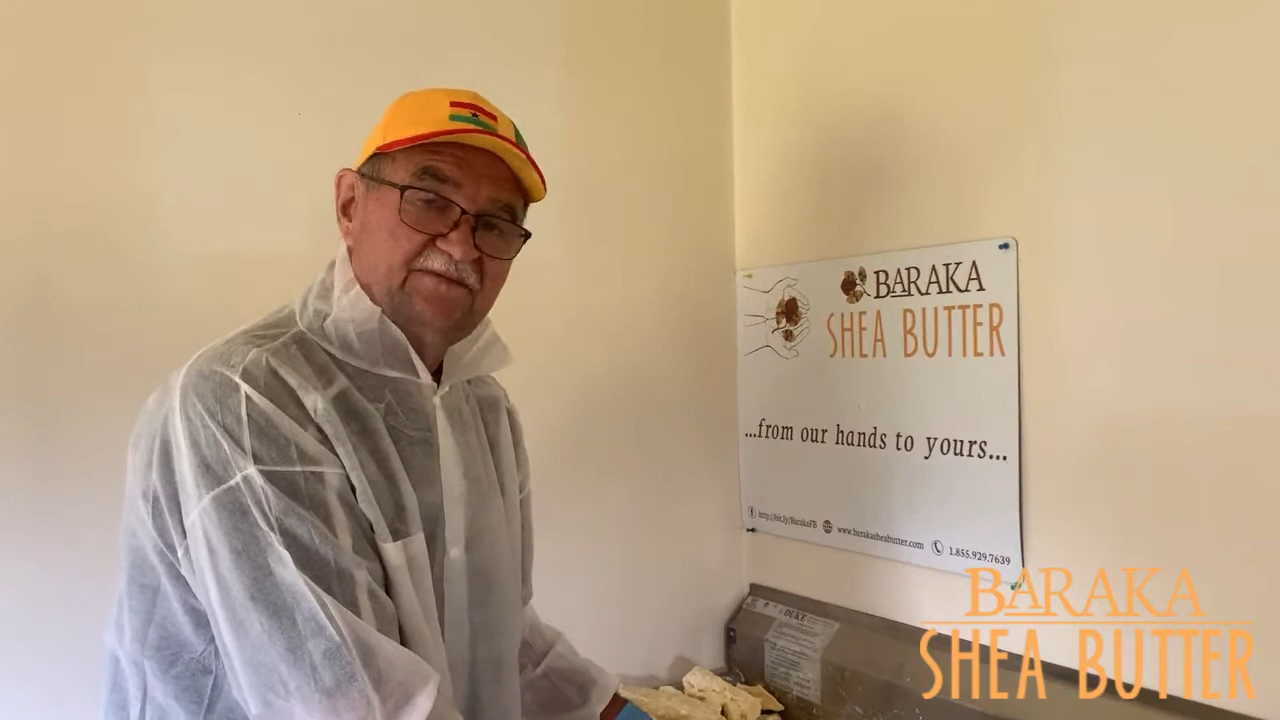 BARAKA
SHEA BUTTER
...from our hands to yours...
http://bit.ly/BarakaFB www.barakasheabutter.com 1.855.929.7639
DUKE
BARAKA
SHEA BUTTER